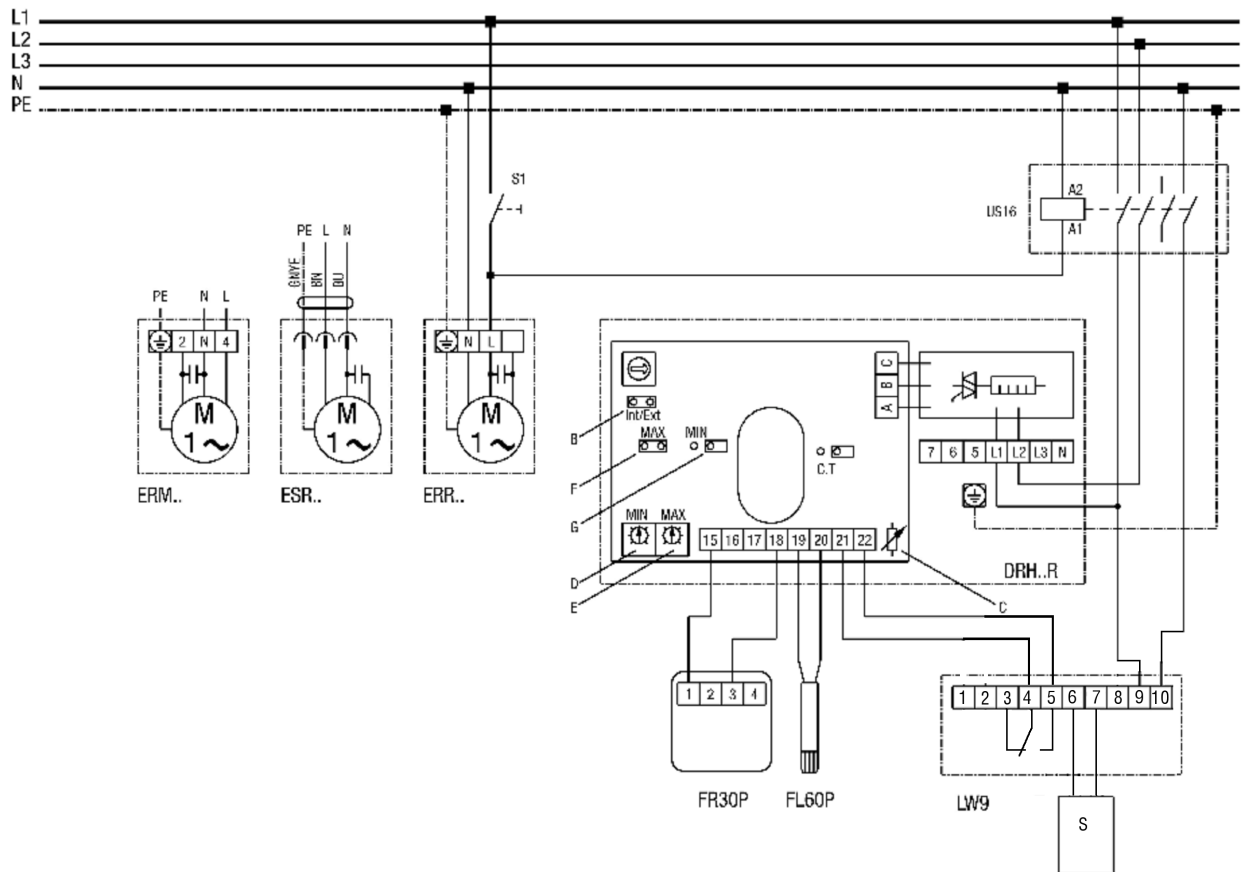 L1
L2
L3
N
PE
S1
A2
US16
A1
PE L N
GN/YE BN BU
PE N L
2 N 4
N L
M
1
M
1
M
1
ERM..
ESR..
ERR..
Int/Ext
B
MAX MIN
F
C.T
G
MIN MAX
D
E
C
B
A
7 6 5 L1 L2 L3 N
15 16 17 18 19 20 21 22
DRH..R
C
1 2 3 4
FR30P
FL60P
1 2 3 4 5 6 7 8 9 10
LW9
S